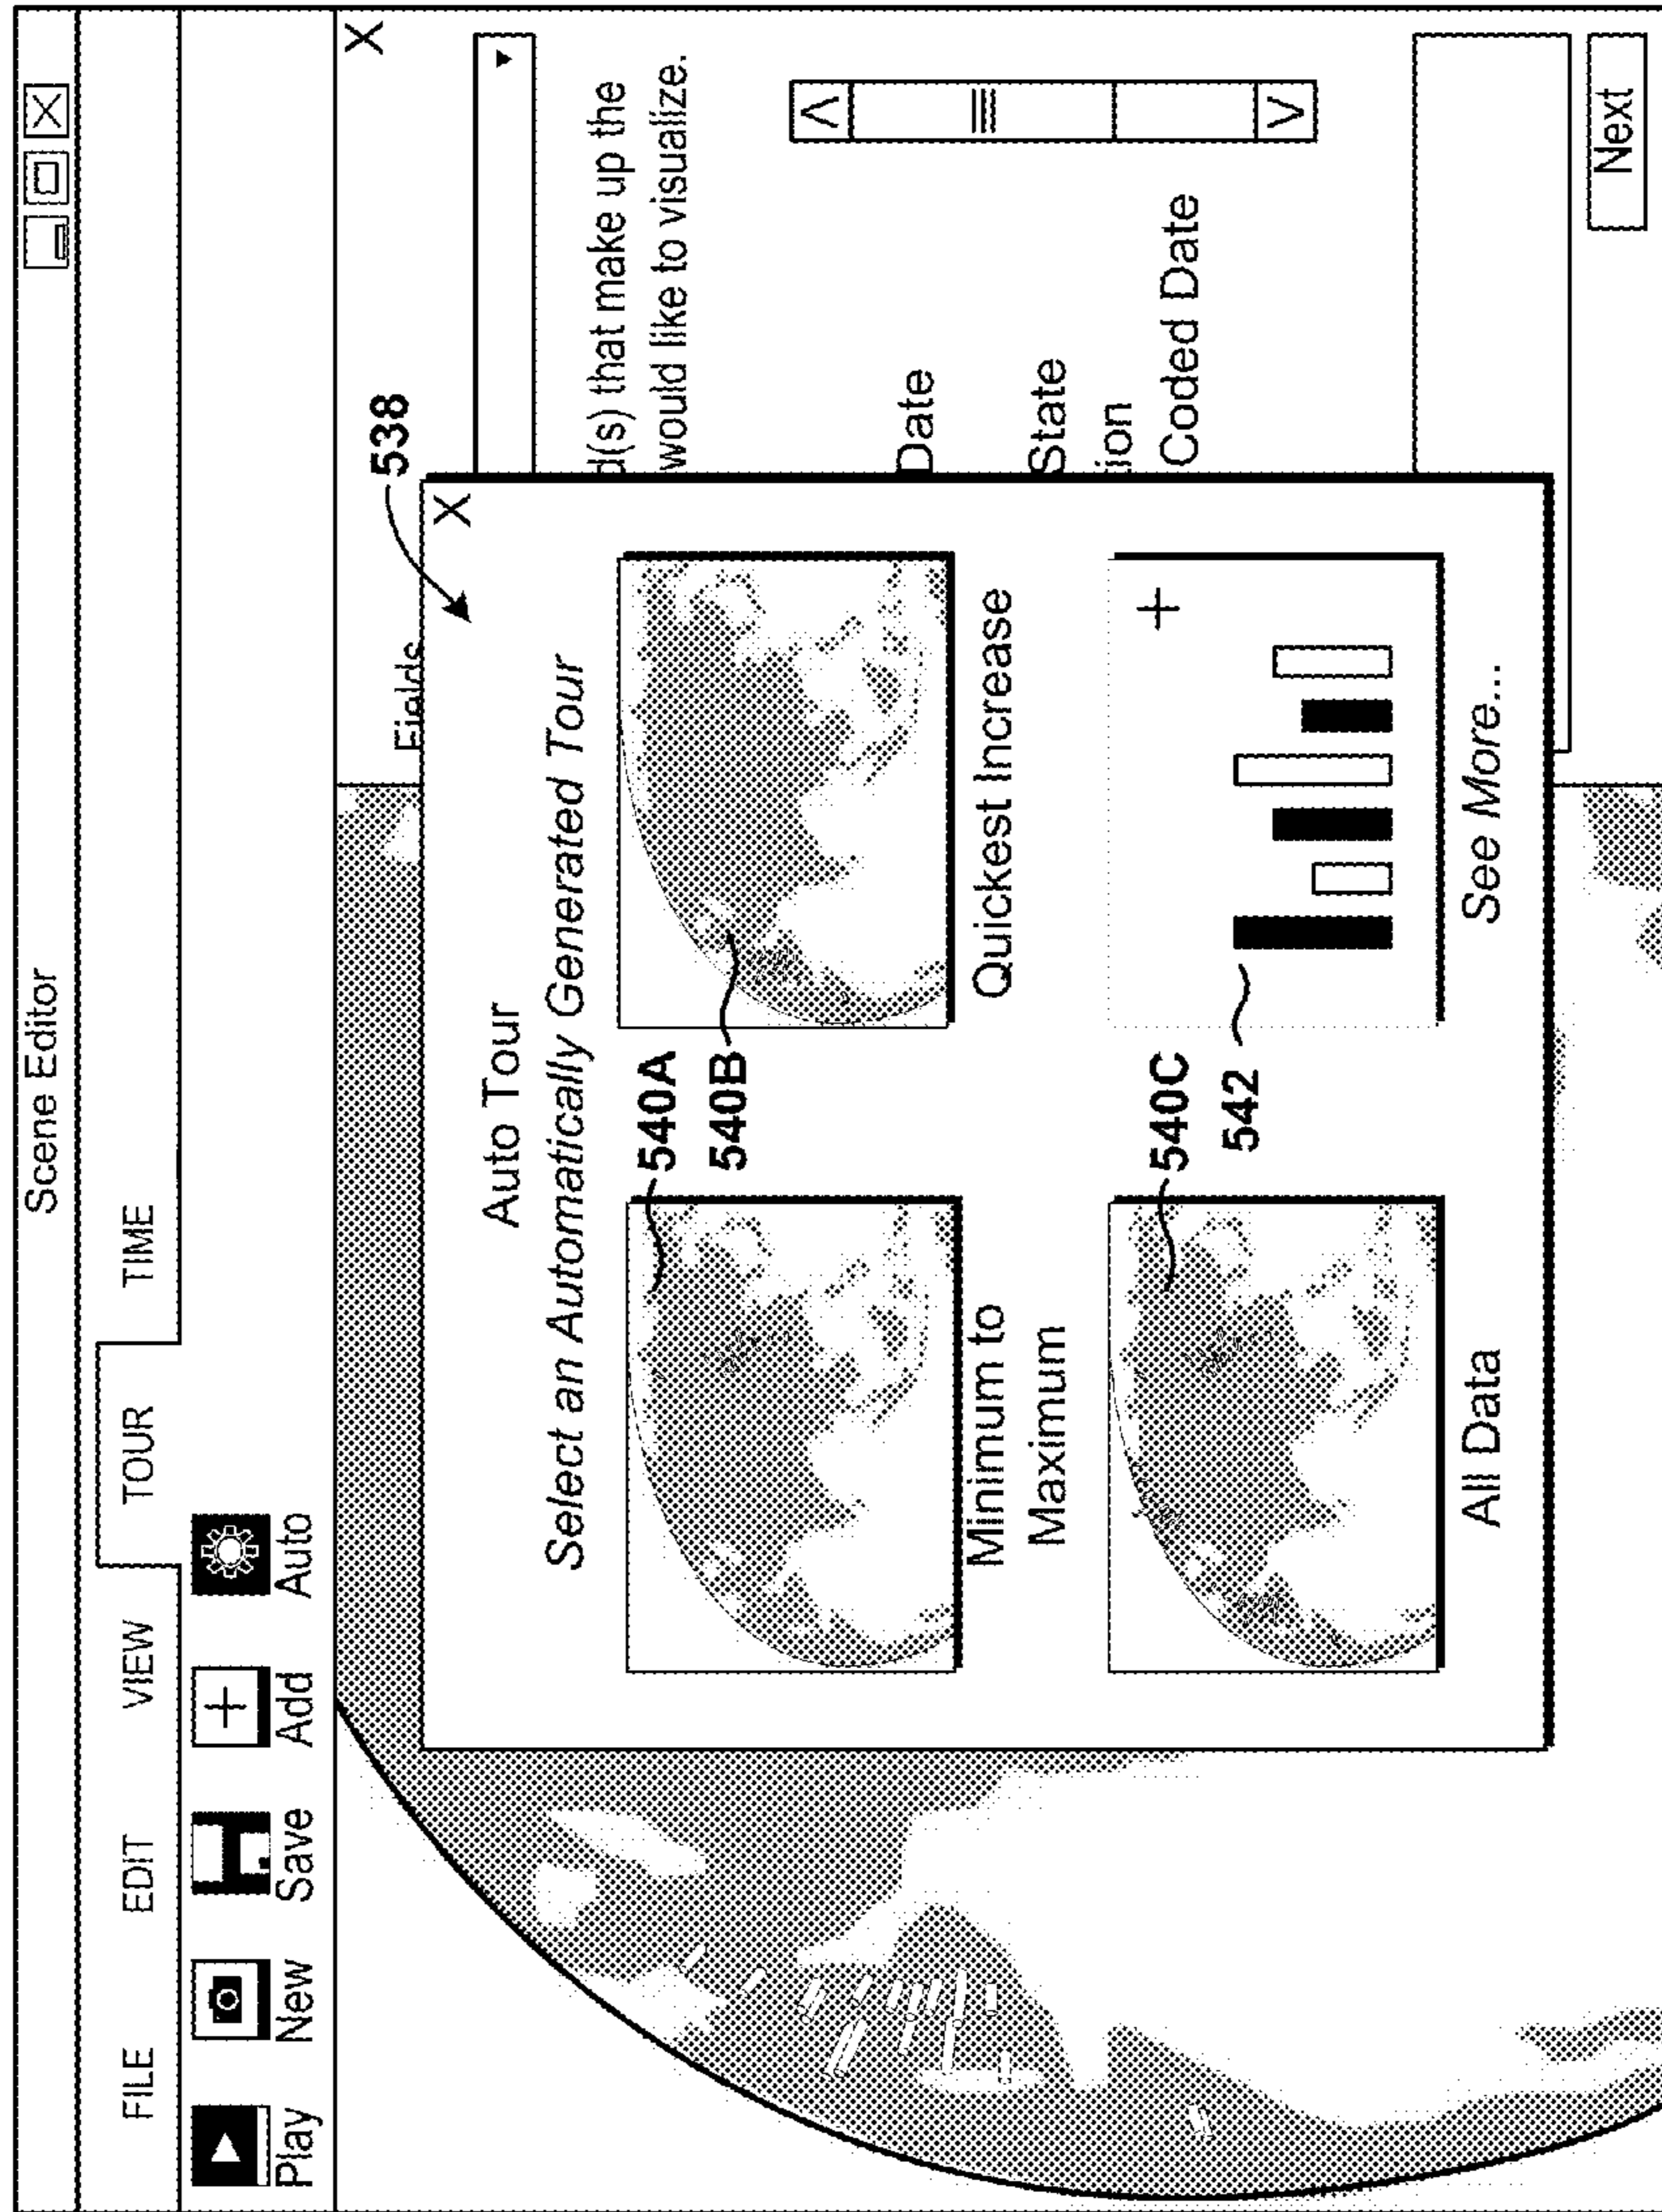 Scene Editor
FILE EDIT VIEW TOUR TIME
Play New Save Add Auto
X
538
Fields
X
Auto Tour
Select an Automatically Generated Tour
d(s) that make up the
would like to visualize.
540A
540B
Minimum to
Maximum
Quickest Increase
Date
State
ion
Coded Date
540C
542
All Data
See More...
Next